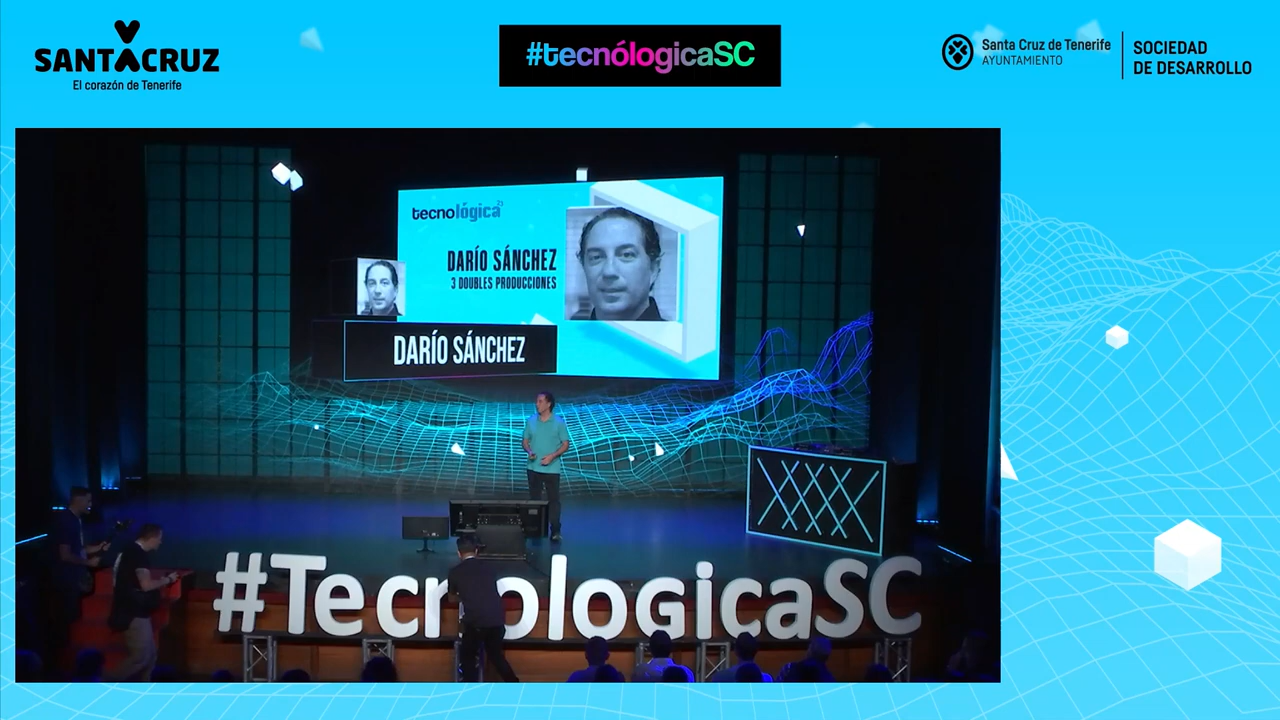 SANTACRUZ
El corazón de Tenerife
#tecnólogicaSC
Santa Cruz de Tenerife
AYUNTAMIENTO
SOCIEDAD
DE DESARROLLO
tecnológica
DARÍO SÁNCHEZ
3 DOUBLES PRODUCCIONES
DARÍO SÁNCHEZ
#TecnologicaSC